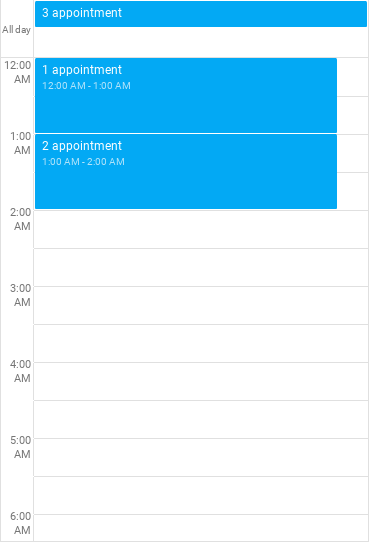 3 appointment
All day
12:00
AM
1 appointment
12:00 AM - 1:00 AM
1:00
AM
2 appointment
1:00 AM - 2:00 AM
2:00
AM
3:00
AM
4:00
AM
5:00
AM
6:00
AM